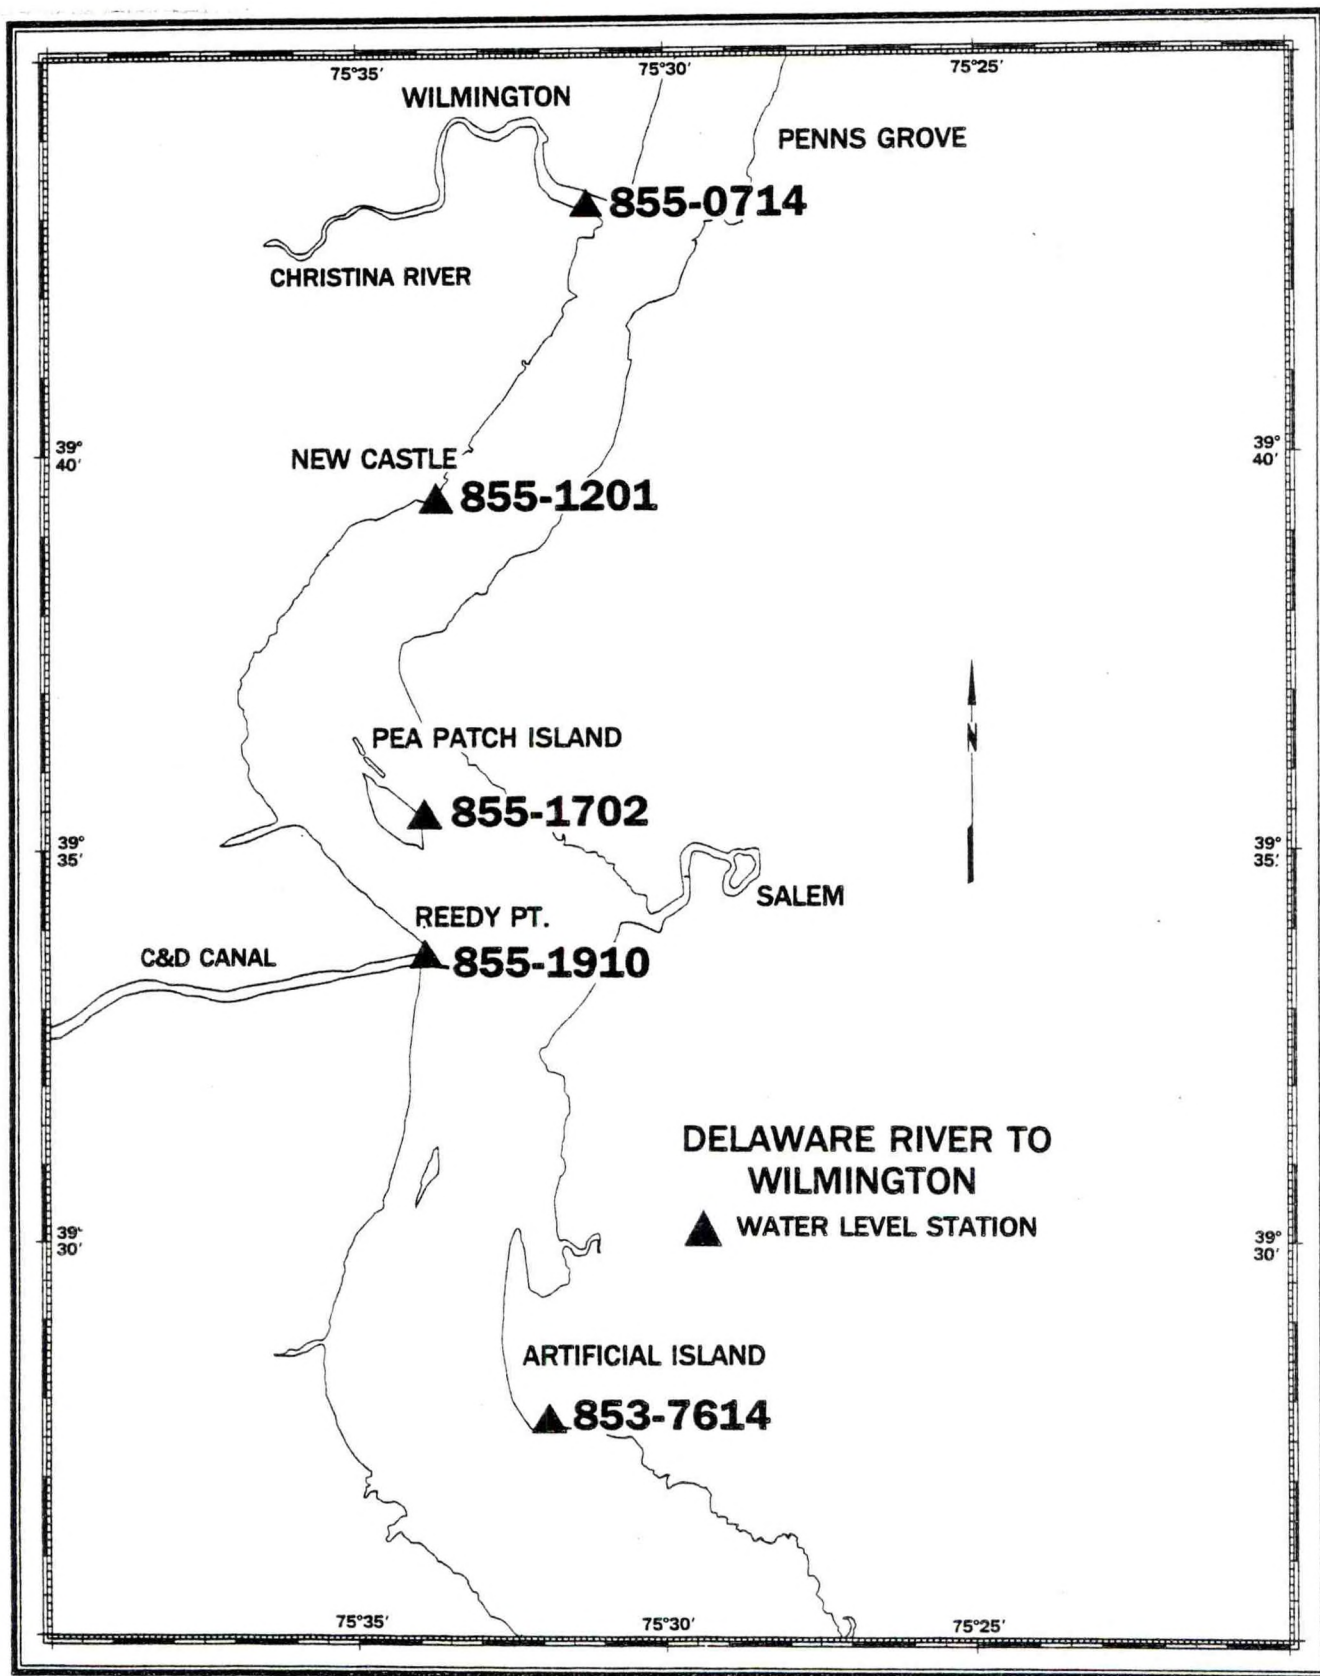 75°35′
75°30′
75°25′
WILMINGTON
PENNS GROVE
855-0714
CHRISTINA RIVER
39°
40′
NEW CASTLE
39°
40′
855-1201
N
PEA PATCH ISLAND
855-1702
39°
35′
39°
35′
SALEM
REEDY PT.
C&D CANAL
855-1910
DELAWARE RIVER TO
WILMINGTON
WATER LEVEL STATION
39°
30′
39°
30′
ARTIFICIAL ISLAND
853-7614
75°35′
75°30′
75°25′